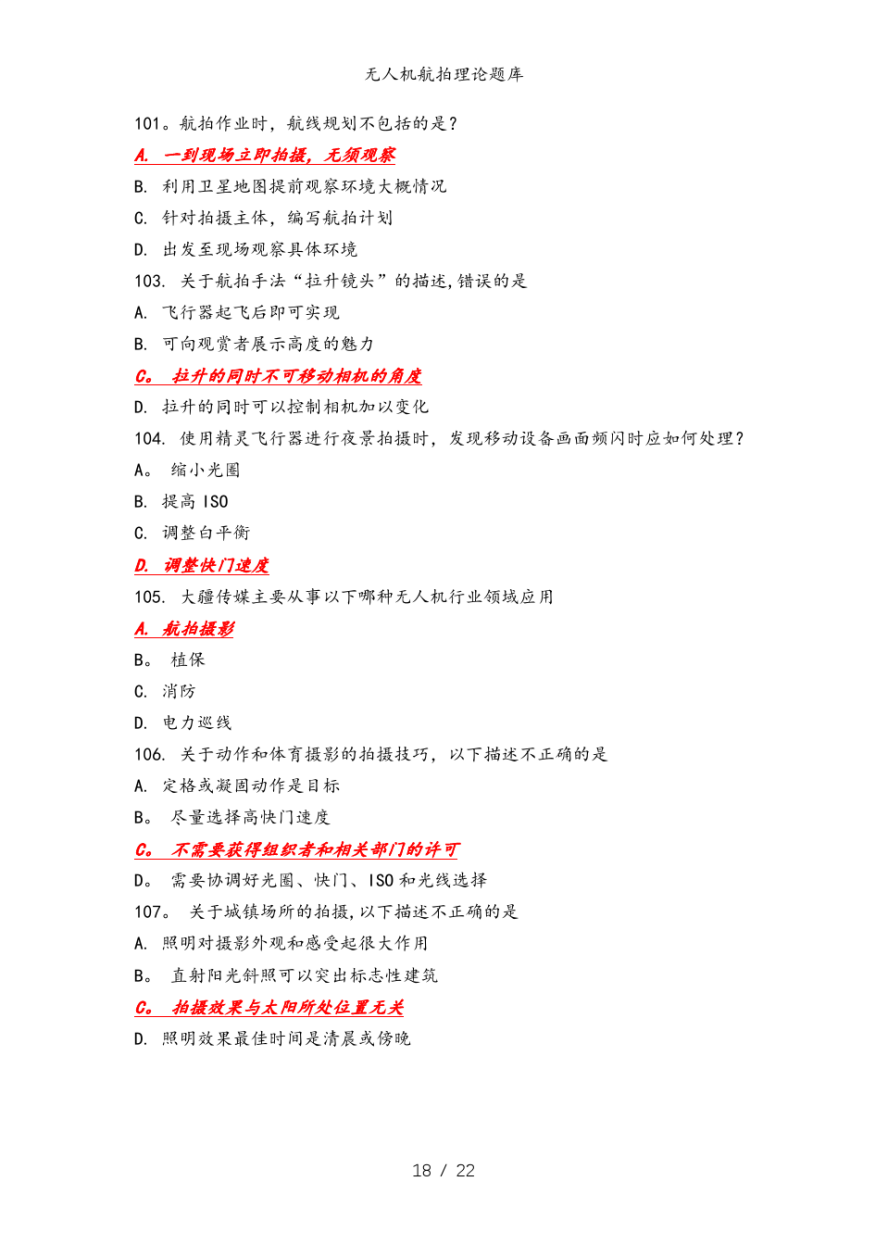 无人机航拍理论题库
101。航拍作业时，航线规划不包括的是?
A. 一到现场立即拍摄，无须观察
B. 利用卫星地图提前观察环境大概情况
C. 针对拍摄主体，编写航拍计划
D. 出发至现场观察具体环境
103. 关于航拍手法“拉升镜头”的描述,错误的是
A. 飞行器起飞后即可实现
B. 可向观赏者展示高度的魅力
C。 拉升的同时不可移动相机的角度
D. 拉升的同时可以控制相机加以变化
104. 使用精灵飞行器进行夜景拍摄时，发现移动设备画面频闪时应如何处理?
A。 缩小光圈
B. 提高 ISO
C. 调整白平衡
D. 调整快门速度
105. 大疆传媒主要从事以下哪种无人机行业领域应用
A. 航拍摄影
B。 植保
C. 消防
D. 电力巡线
106. 关于动作和体育摄影的拍摄技巧，以下描述不正确的是
A. 定格或凝固动作是目标
B。 尽量选择高快门速度
C。 不需要获得组织者和相关部门的许可
D。 需要协调好光圈、快门、ISO 和光线选择
107。 关于城镇场所的拍摄,以下描述不正确的是
A. 照明对摄影外观和感受起很大作用
B。 直射阳光斜照可以突出标志性建筑
C。 拍摄效果与太阳所处位置无关
D. 照明效果最佳时间是清晨或傍晚
18 / 22